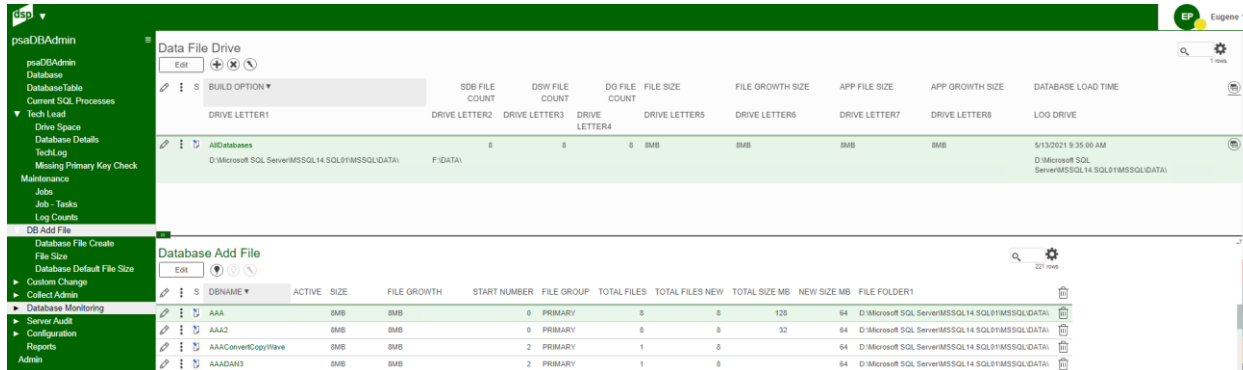 dsp
EP Eugene
psaDBAdmin
psaDBAdmin
Database
DatabaseTable
Current SQL Processes
Tech Lead
Drive Space
Database Details
TechLog
Missing Primary Key Check
Maintenance
Jobs
Job - Tasks
Log Counts
DB Add File
Database File Create
File Size
Database Default File Size
Custom Change
Collect Admin
Database Monitoring
Server Audit
Configuration
Reports
Admin
Data File Drive
Edit
1 rows
S BUILD OPTION SDB FILE COUNT DSW FILE COUNT DG FILE COUNT FILE SIZE FILE GROWTH SIZE APP FILE SIZE APP GROWTH SIZE DATABASE LOAD TIME
DRIVE LETTER1 DRIVE LETTER2 DRIVE LETTER3 DRIVE LETTER4 DRIVE LETTER5 DRIVE LETTER6 DRIVE LETTER7 DRIVE LETTER8 LOG DRIVE
AllDatabases 8 8 8 8MB 8MB 8MB 8MB 5/13/2021 9:35:00 AM
D:\Microsoft SQL Server\MSSQL14.SQL01\MSSQL\DATA\ F:\DATA\ D:\Microsoft SQL
Server\MSSQL14.SQL01\MSSQL\DATA\
Database Add File
Edit
221 rows
S DBNAME ACTIVE SIZE FILE GROWTH START NUMBER FILE GROUP TOTAL FILES TOTAL FILES NEW TOTAL SIZE MB NEW SIZE MB FILE FOLDER1
AAA 8MB 8MB 0 PRIMARY 8 8 128 64 D:\Microsoft SQL Server\MSSQL14.SQL01\MSSQL\DATA\
AAA2 8MB 8MB 0 PRIMARY 8 8 32 64 D:\Microsoft SQL Server\MSSQL14.SQL01\MSSQL\DATA\
AAAConvertCopyWave 8MB 8MB 2 PRIMARY 1 8 64 D:\Microsoft SQL Server\MSSQL14.SQL01\MSSQL\DATA\
AAADAN3 8MB 8MB 2 PRIMARY 1 8 64 D:\Microsoft SQL Server\MSSQL14.SQL01\MSSQL\DATA\